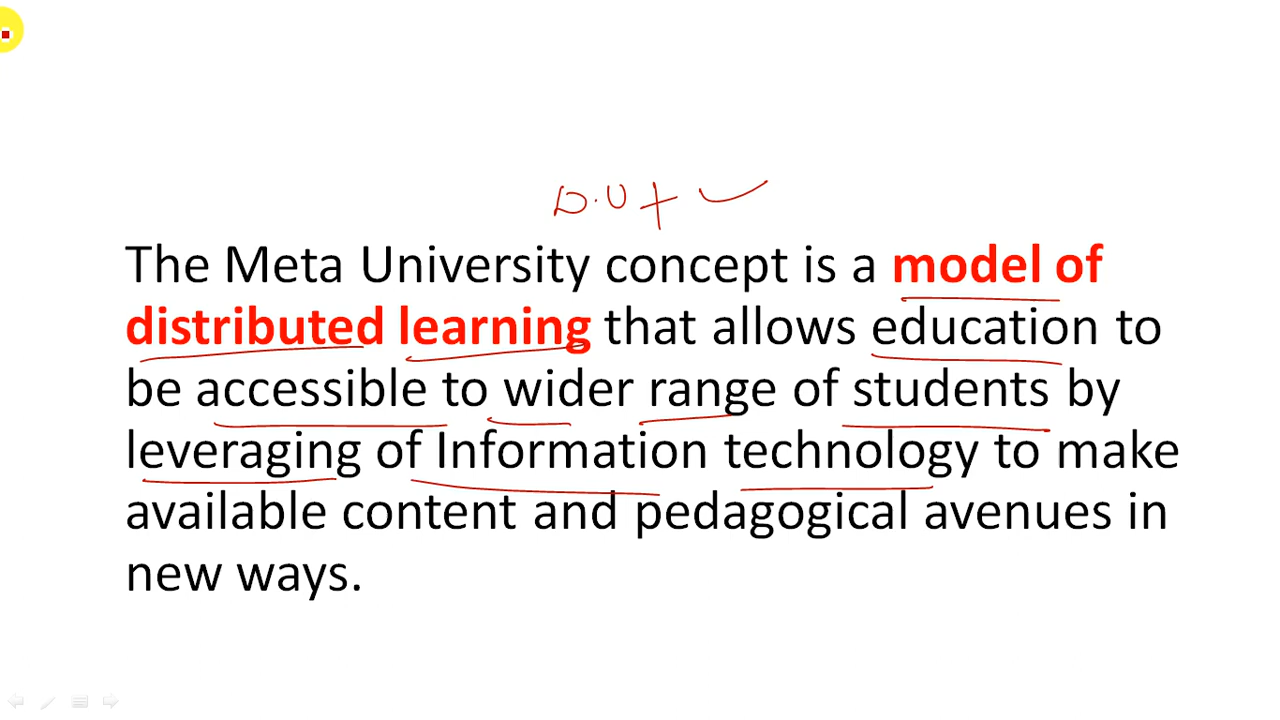 D.U +
The Meta University concept is a model of
distributed learning that allows education to
be accessible to wider range of students by
leveraging of Information technology to make
available content and pedagogical avenues in
new ways.